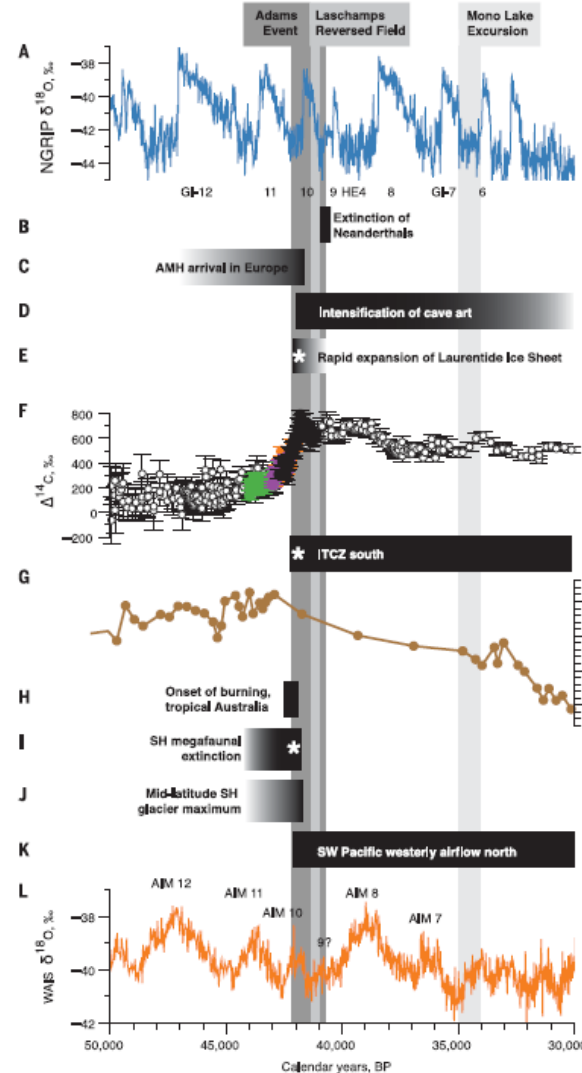 Adams
Event
Laschamps
Reversed Field
Mono Lake
Excursion
A
NGRIP δ18O, ‰
−38
−40
−42
−44
GI-12
11
10
9
HE4
8
GI-7
6
B
Extinction of
Neanderthals
C
AMH arrival in Europe
D
Intensification of cave art
E
*
Rapid expansion of Laurentide Ice Sheet
F
Δ14C, ‰
800
600
400
200
0
−200
*
ITCZ south
G
H
Onset of burning,
tropical Australia
I
SH megafaunal
extinction
*
J
Mid-latitude SH
glacier maximum
K
SW Pacific westerly airflow north
L
WAIS δ18O, ‰
−38
−40
−42
AIM 12
AIM 11
AIM 10
9?
AIM 8
AIM 7
50,000
45,000
40,000
35,000
Calendar years, BP